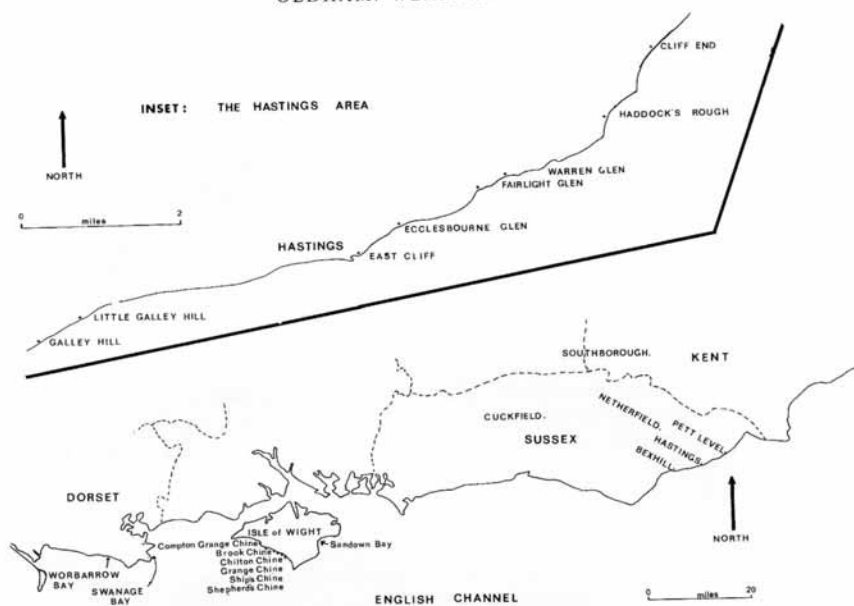 INSET: THE HASTINGS AREA
NORTH
0 miles 2
CLIFF END
HADDOCK'S ROUGH
WARREN GLEN
FAIRLIGHT GLEN
ECCLESBOURNE GLEN
HASTINGS
EAST CLIFF
LITTLE GALLEY HILL
GALLEY HILL
SOUTHBOROUGH.
KENT
CUCKFIELD.
SUSSEX
NETHERFIELD.
PETT LEVEL
HASTINGS.
BEXHILL
DORSET
ISLE of WIGHT
Compton Grange Chine
Brook Chine
Chilton Chine
Grange Chine
Ship's Chine
Shepherd's Chine
Sandown Bay
WORBARROW
BAY
SWANAGE
BAY
ENGLISH CHANNEL
NORTH
0 miles 20